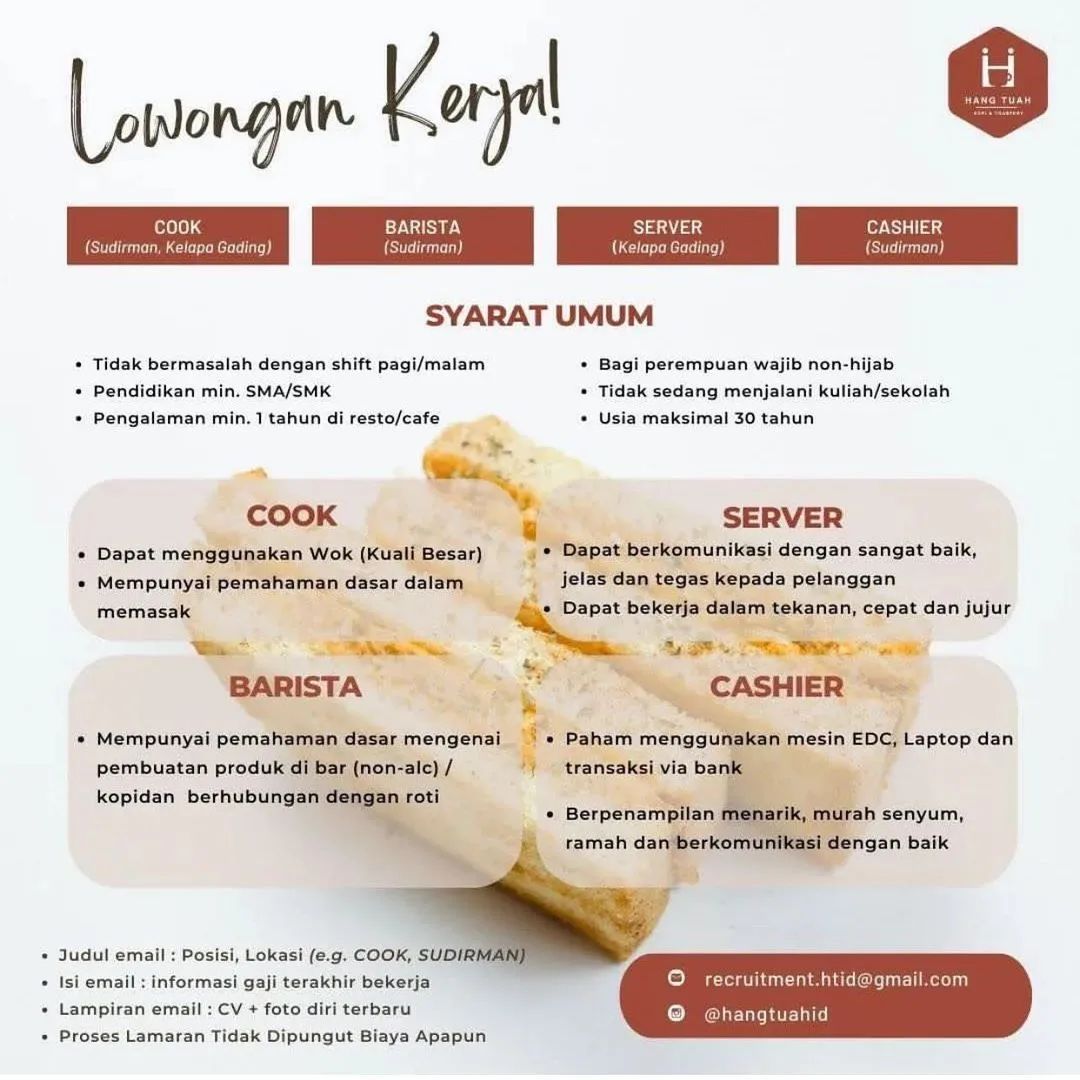 Lowongan Kerja!
HANG TUAH
KOPI & TOASTERY
COOK
(Sudirman, Kelapa Gading)
BARISTA
(Sudirman)
SERVER
(Kelapa Gading)
CASHIER
(Sudirman)
SYARAT UMUM
• Tidak bermasalah dengan shift pagi/malam
• Pendidikan min. SMA/SMK
• Pengalaman min. 1 tahun di resto/cafe
• Bagi perempuan wajib non-hijab
• Tidak sedang menjalani kuliah/sekolah
• Usia maksimal 30 tahun
COOK
• Dapat menggunakan Wok (Kuali Besar)
• Mempunyai pemahaman dasar dalam
memasak
SERVER
• Dapat berkomunikasi dengan sangat baik,
jelas dan tegas kepada pelanggan
• Dapat bekerja dalam tekanan, cepat dan jujur
BARISTA
• Mempunyai pemahaman dasar mengenai
pembuatan produk di bar (non-alc) /
kopidan berhubungan dengan roti
CASHIER
• Paham menggunakan mesin EDC, Laptop dan
transaksi via bank
• Berpenampilan menarik, murah senyum,
ramah dan berkomunikasi dengan baik
• Judul email : Posisi, Lokasi (e.g. COOK, SUDIRMAN)
• Isi email : informasi gaji terakhir bekerja
• Lampiran email : CV + foto diri terbaru
• Proses Lamaran Tidak Dipungut Biaya Apapun
recruitment.htid@gmail.com
@hangtuahid